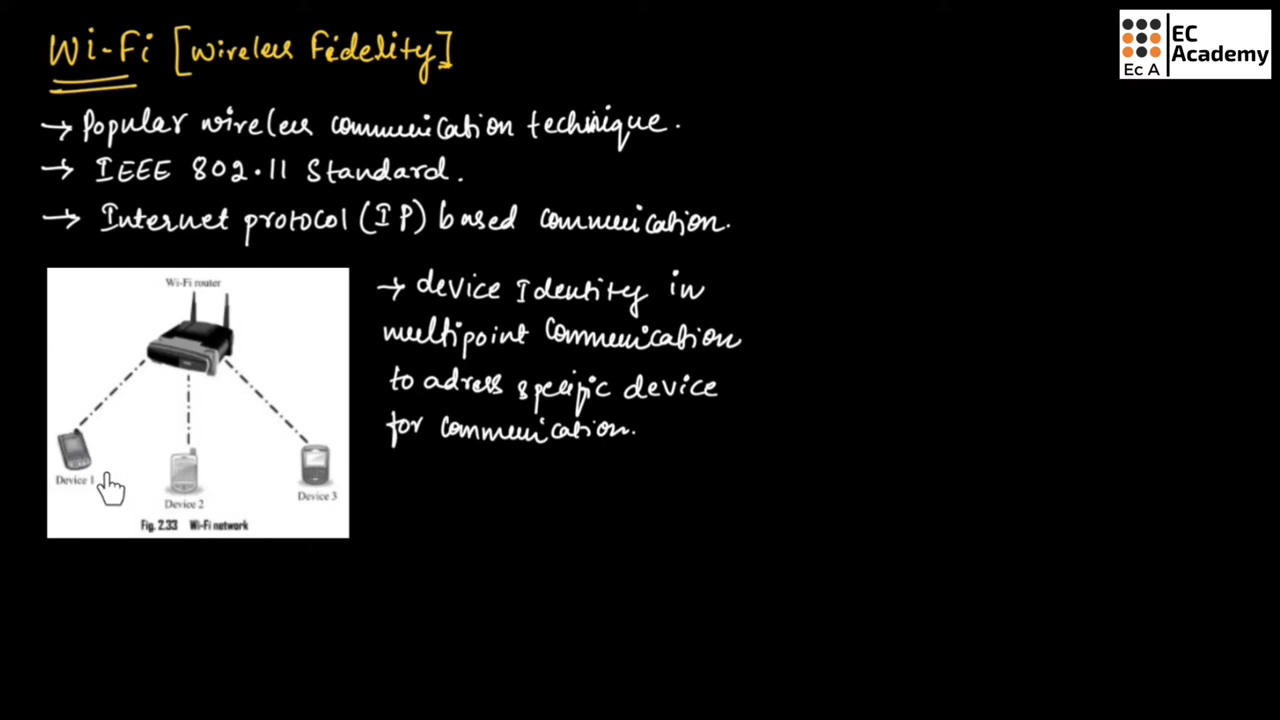 Wi-Fi [Wireless Fidelity]
EC
Academy
Ec A
→ Popular wireless communication technique.
→ IEEE 802.11 Standard.
→ Internet protocol (IP) based communication.
Wi-Fi router
Device 1
Device 2
Device 3
Fig. 2.33 Wi-Fi network
→ device Identity in
multipoint communication
to adress specific device
for communication.